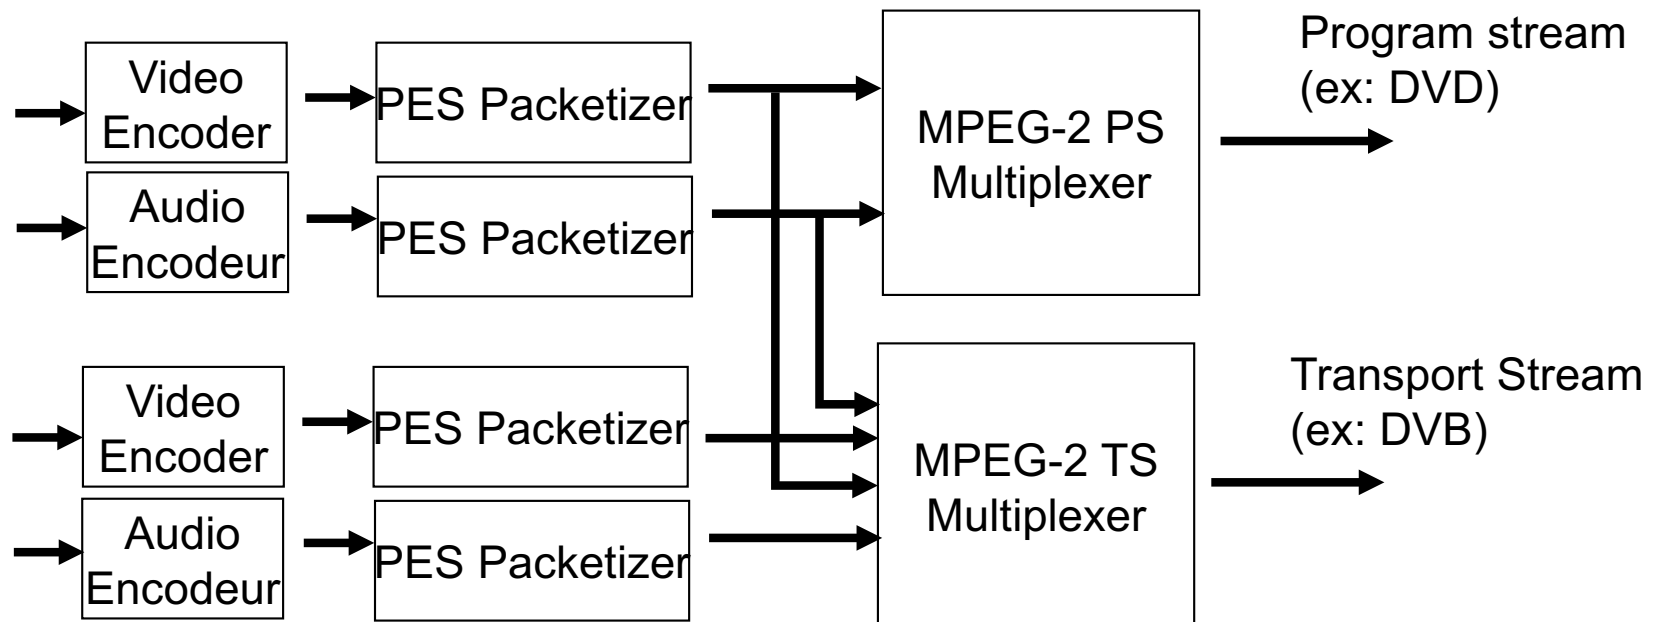 Video
Encoder
PES Packetizer
MPEG-2 PS
Multiplexer
Program stream
(ex: DVD)
Audio
Encodeur
PES Packetizer
Video
Encoder
PES Packetizer
MPEG-2 TS
Multiplexer
Transport Stream
(ex: DVB)
Audio
Encodeur
PES Packetizer